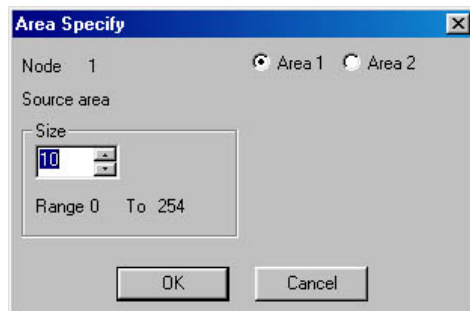 Area Specify
Node 1
Area 1 Area 2
Source area
Size
10
Range 0 To 254
OK Cancel